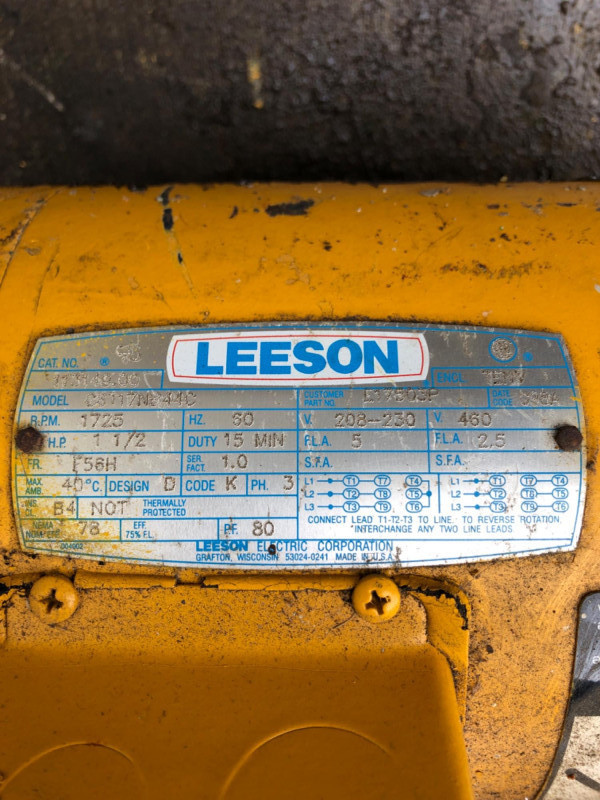 LEESON
CAT. NO. ®
ENCL.
MODEL CUSTOMER PART NO. DATE CODE
R.P.M. 1725 HZ. 60 V. 208-230 V. 460
H.P. 1 1/2 DUTY 15 MIN F.L.A. 5 F.L.A. 2.5
FR. F56H SER. FACT. 1.0 S.F.A. S.F.A.
MAX. AMB. 40°C. DESIGN D CODE K PH. 3
L1 T1 T7 T4 L1 T1 T7 T4
L2 T2 T8 T5 L2 T2 T8 T5
L3 T3 T9 T6 L3 T3 T9 T6
INS. CL. B4 NOT THERMALLY PROTECTED
NEMA NOM. EFF. 78 EFF. 75% F.L. P.F. 80
CONNECT LEAD T1-T2-T3 TO LINE. TO REVERSE ROTATION,
"INTERCHANGE ANY TWO LINE LEADS
LEESON ELECTRIC CORPORATION
GRAFTON, WISCONSIN 53024-0241 MADE IN U.S.A.